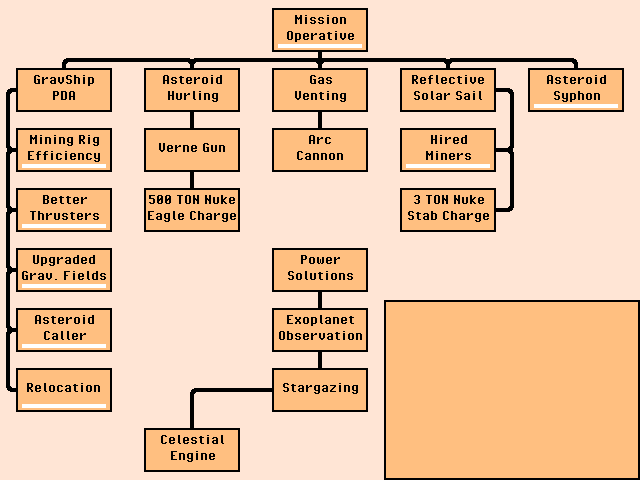 Mission
Operative
GravShip
PDA
Asteroid
Hurling
Gas
Venting
Reflective
Solar Sail
Asteroid
Syphon
Mining Rig
Efficiency
Verne Gun
Arc
Cannon
Hired
Miners
Better
Thrusters
500 TON Nuke
Eagle Charge
3 TON Nuke
Stab Charge
Upgraded
Grav. Fields
Power
Solutions
Asteroid
Caller
Exoplanet
Observation
Relocation
Stargazing
Celestial
Engine